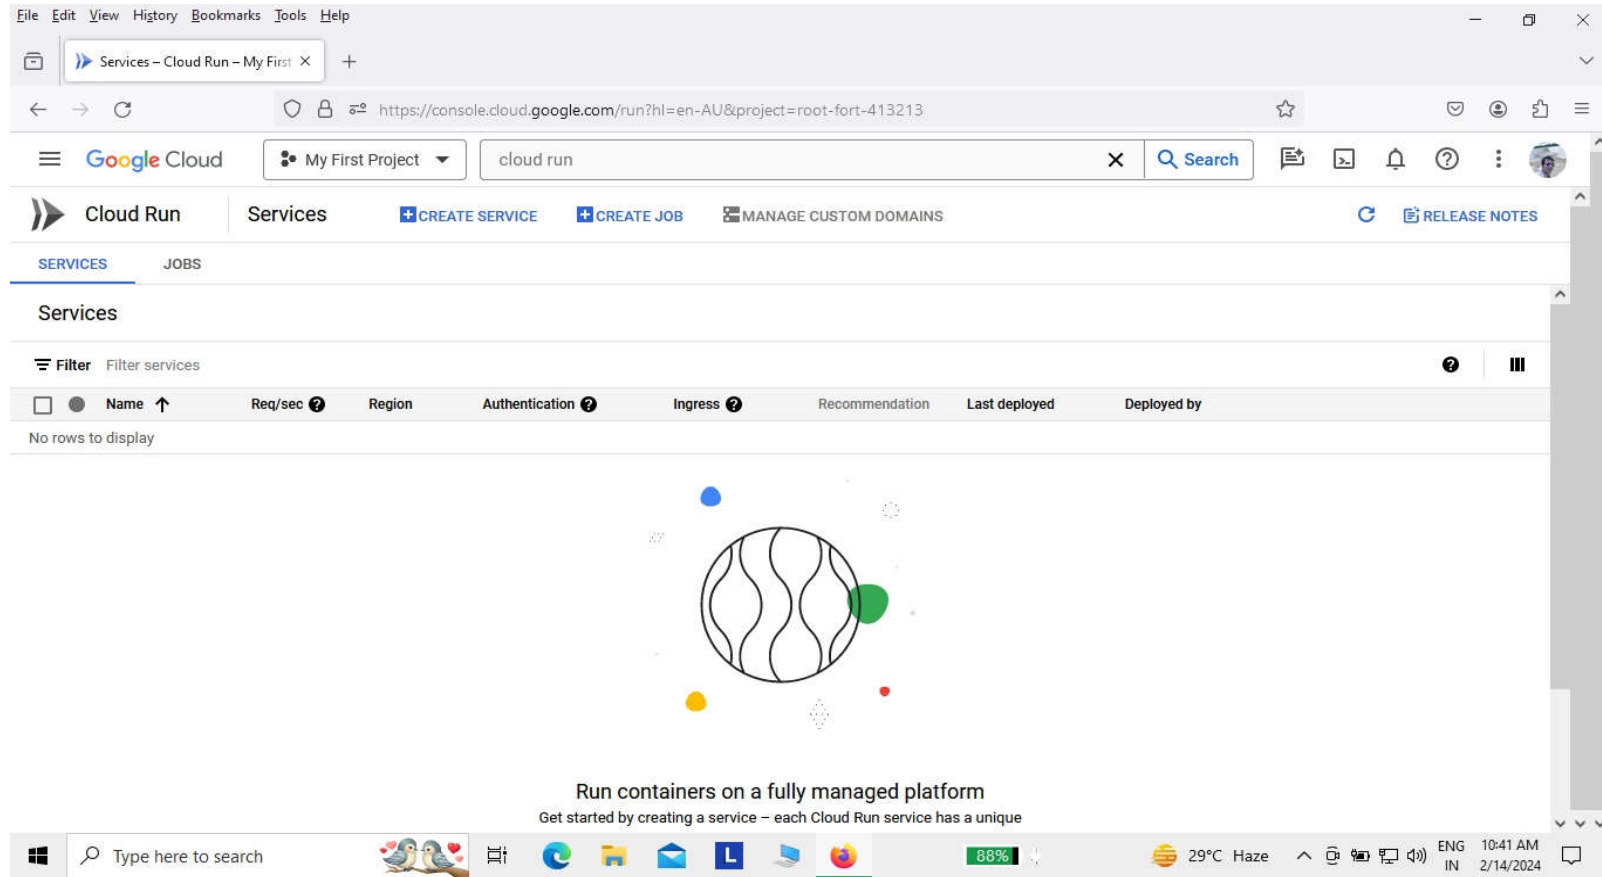 File Edit View History Bookmarks Tools Help
Services – Cloud Run – My First
https://console.cloud.google.com/run?hl=en-AU&project=root-fort-413213
Google Cloud My First Project cloud run Search
Cloud Run Services CREATE SERVICE CREATE JOB MANAGE CUSTOM DOMAINS RELEASE NOTES
SERVICES JOBS
Services
Filter Filter services
Name Req/sec Region Authentication Ingress Recommendation Last deployed Deployed by
No rows to display
Run containers on a fully managed platform
Get started by creating a service – each Cloud Run service has a unique
Type here to search L 88% 29°C Haze ENG 10:41 AM
IN 2/14/2024